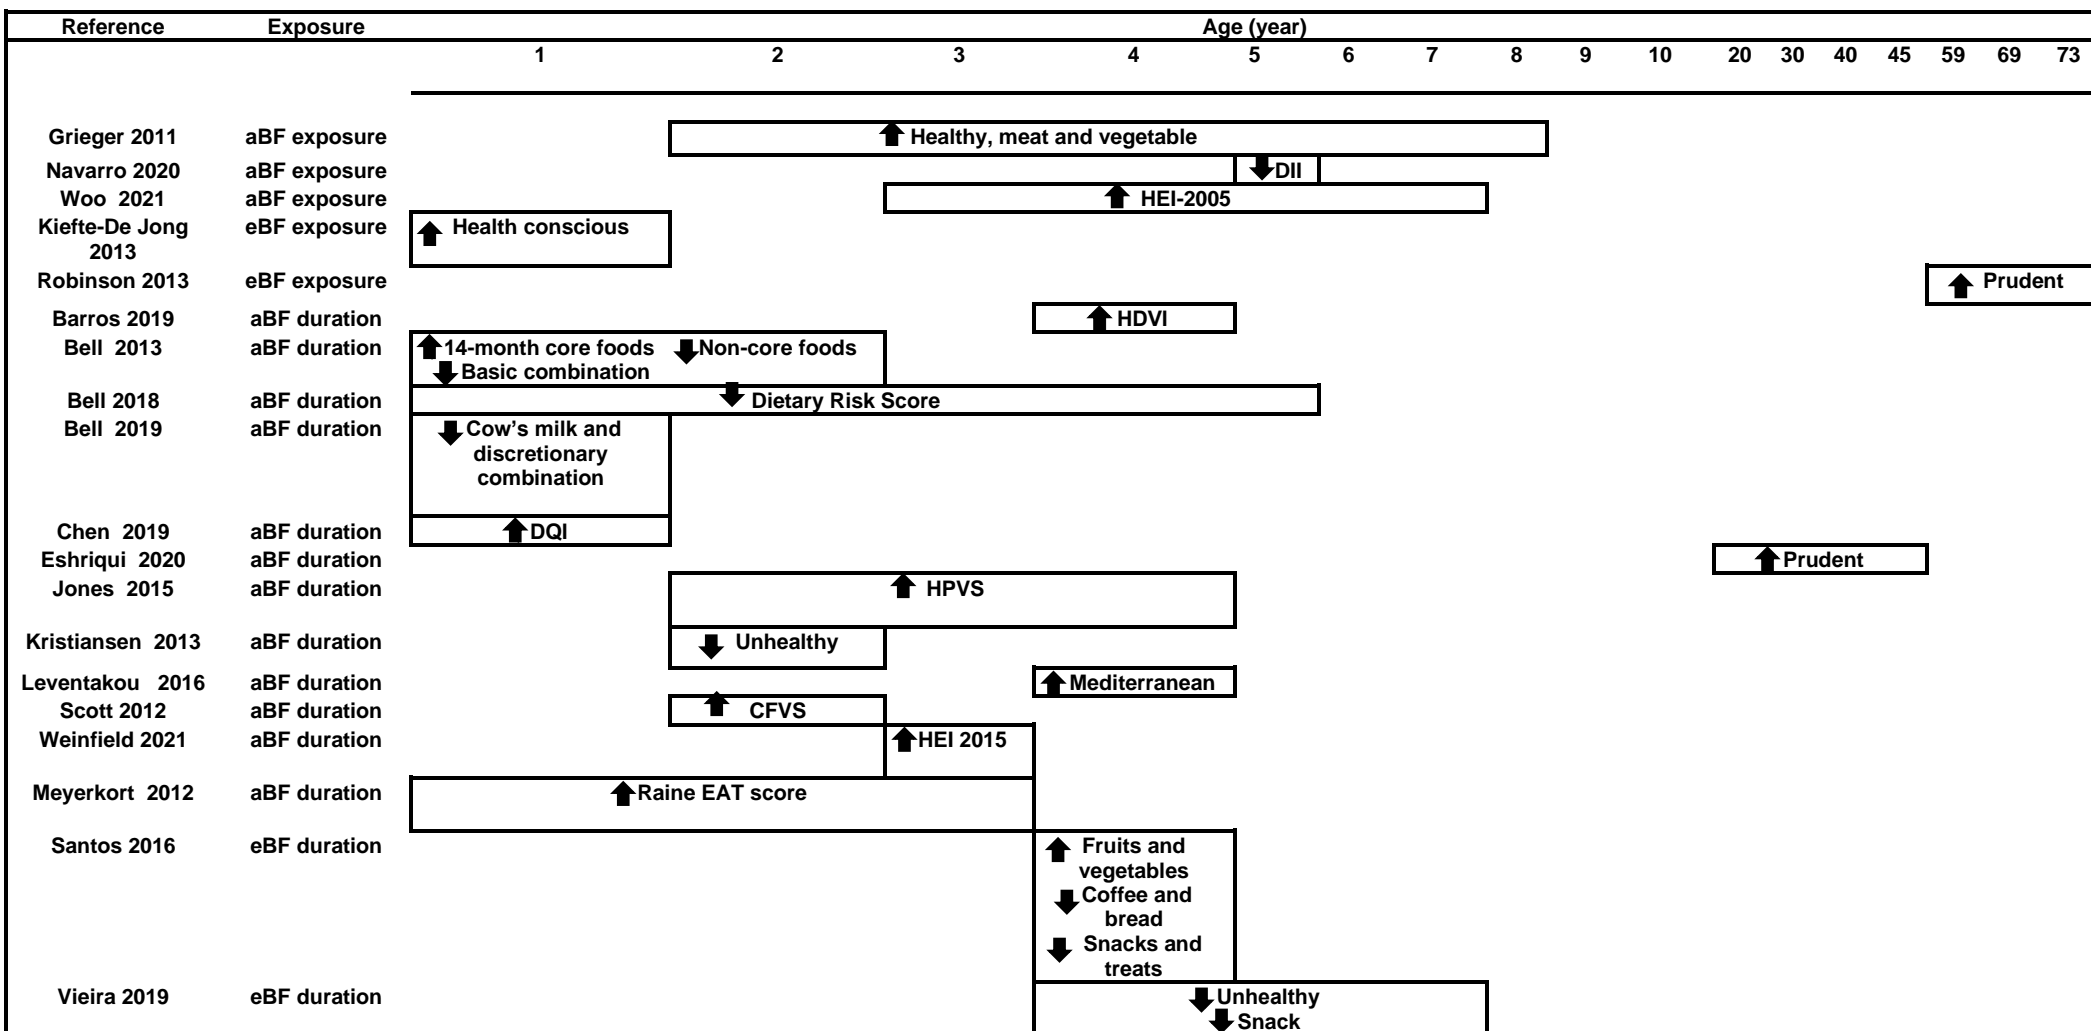 Reference Exposure Age (year)
1 2 3 4 5 6 7 8 9 10 20 30 40 45 59 69 73
Grieger 2011 aBF exposure Healthy, meat and vegetable
Navarro 2020 aBF exposure DII
Woo 2021 aBF exposure HEI-2005
Kiefte-De Jong eBF exposure Health conscious
2013
Robinson 2013 eBF exposure Prudent
Barros 2019 aBF duration HDVI
Bell 2013 aBF duration 14-month core foods Non-core foods
Basic combination
Bell 2018 aBF duration Dietary Risk Score
Bell 2019 aBF duration Cow's milk and
discretionary
combination
Chen 2019 aBF duration DQI
Eshriqui 2020 aBF duration Prudent
Jones 2015 aBF duration HPVS
Kristiansen 2013 aBF duration Unhealthy
Leventakou 2016 aBF duration Mediterranean
Scott 2012 aBF duration CFVS
Weinfield 2021 aBF duration HEI 2015
Meyerkort 2012 aBF duration Raine EAT score
Santos 2016 eBF duration Fruits and
vegetables
Coffee and
bread
Snacks and
treats
Vieira 2019 eBF duration Unhealthy
Snack